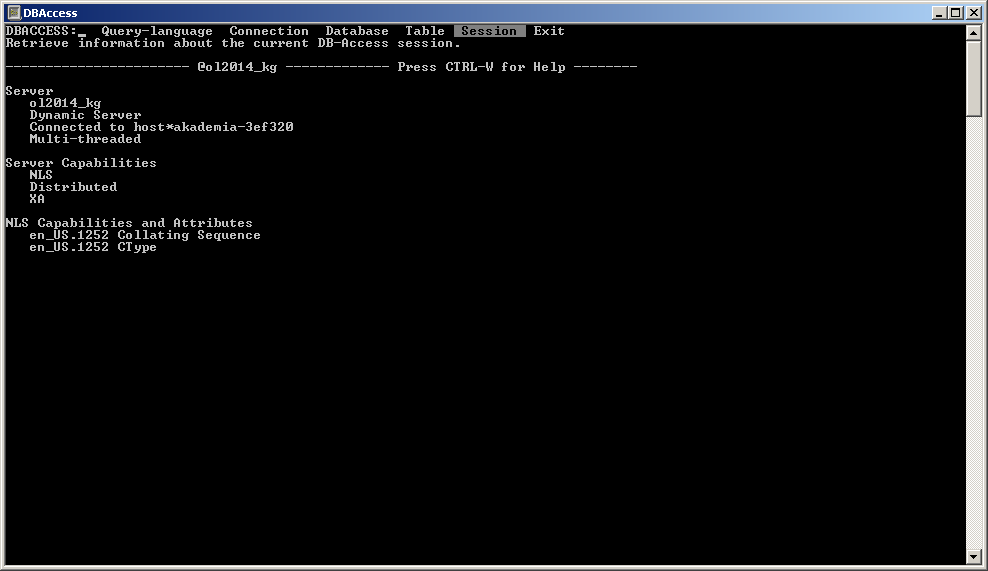 DBAccess
DBACCESS:_ Query-language Connection Database Table Session Exit
Retrieve information about the current DB-Access session.
----------------------- @ol2014_kg ------------- Press CTRL-W for Help --------
Server
ol2014_kg
Dynamic Server
Connected to host*akademia-3ef320
Multi-threaded
Server Capabilities
NLS
Distributed
XA
NLS Capabilities and Attributes
en_US.1252 Collating Sequence
en_US.1252 CType